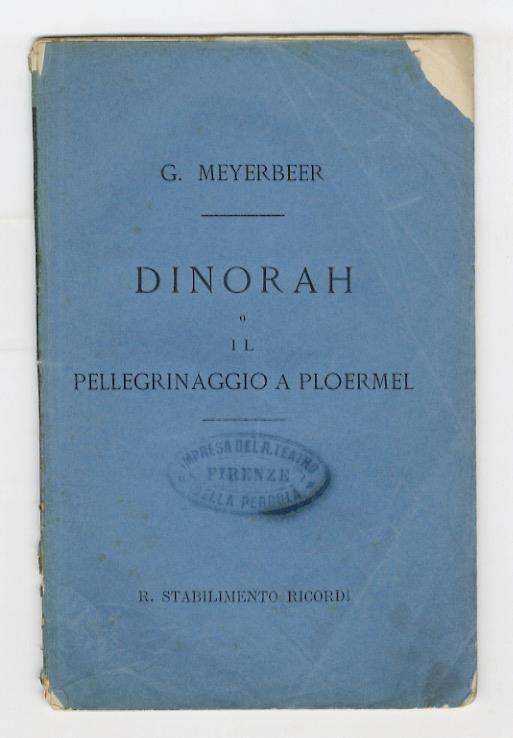 G. MEYERBEER
DINORAH
o
IL
PELLEGRINAGGIO A PLOERMEL
IMPRESA DEL R. TEATRO
FIRENZE
DELLA PERGOLA
R. STABILIMENTO RICORDI